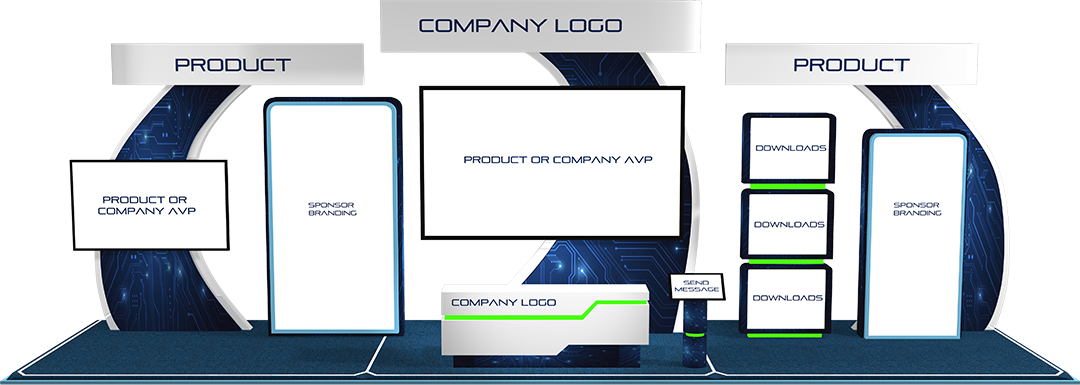 COMPANY LOGO
PRODUCT
PRODUCT
PRODUCT OR
COMPANY AVP
SPONSOR
BRANDING
PRODUCT OR COMPANY AVP
DOWNLOADS
DOWNLOADS
DOWNLOADS
SPONSOR
BRANDING
COMPANY LOGO
SEND
MESSAGE